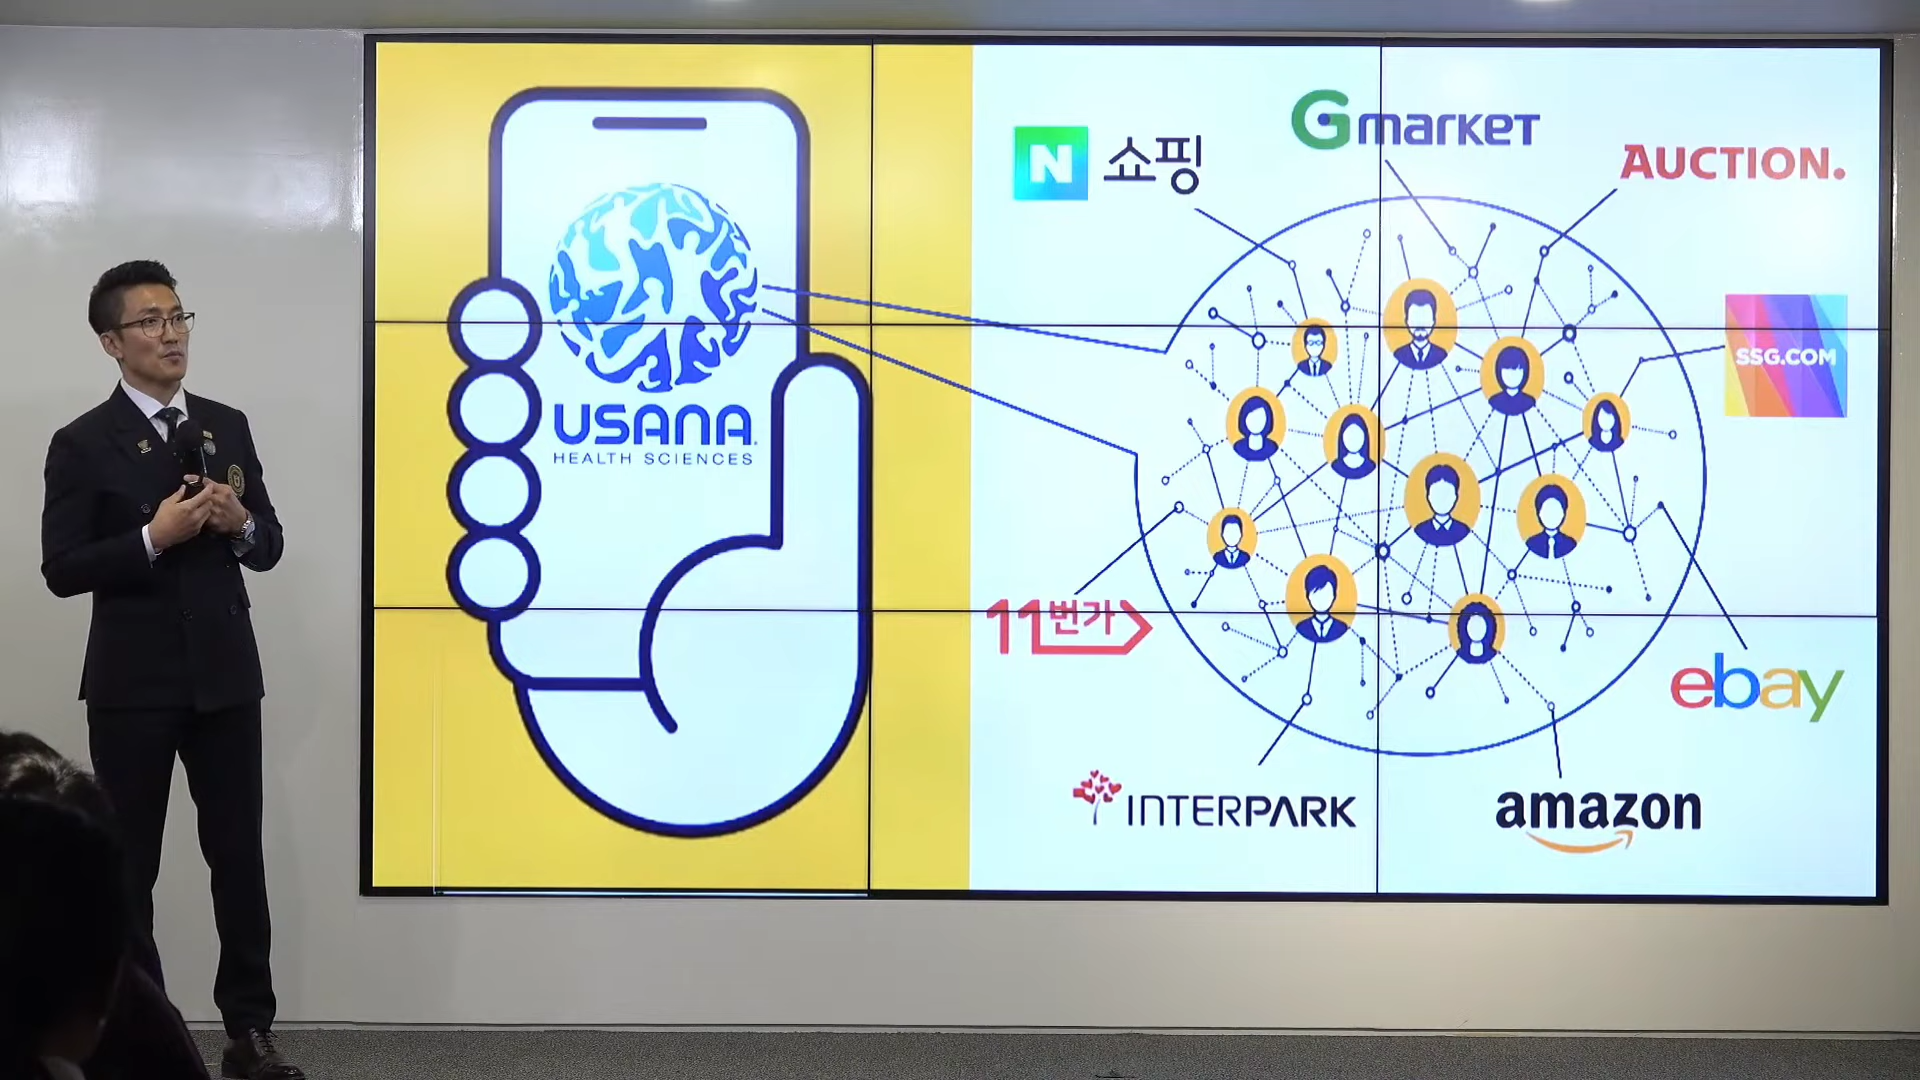 USANA
HEALTH SCIENCES
N 쇼핑
Gmarket
AUCTION.
SSG.COM
11번가
ebay
INTERPARK
amazon